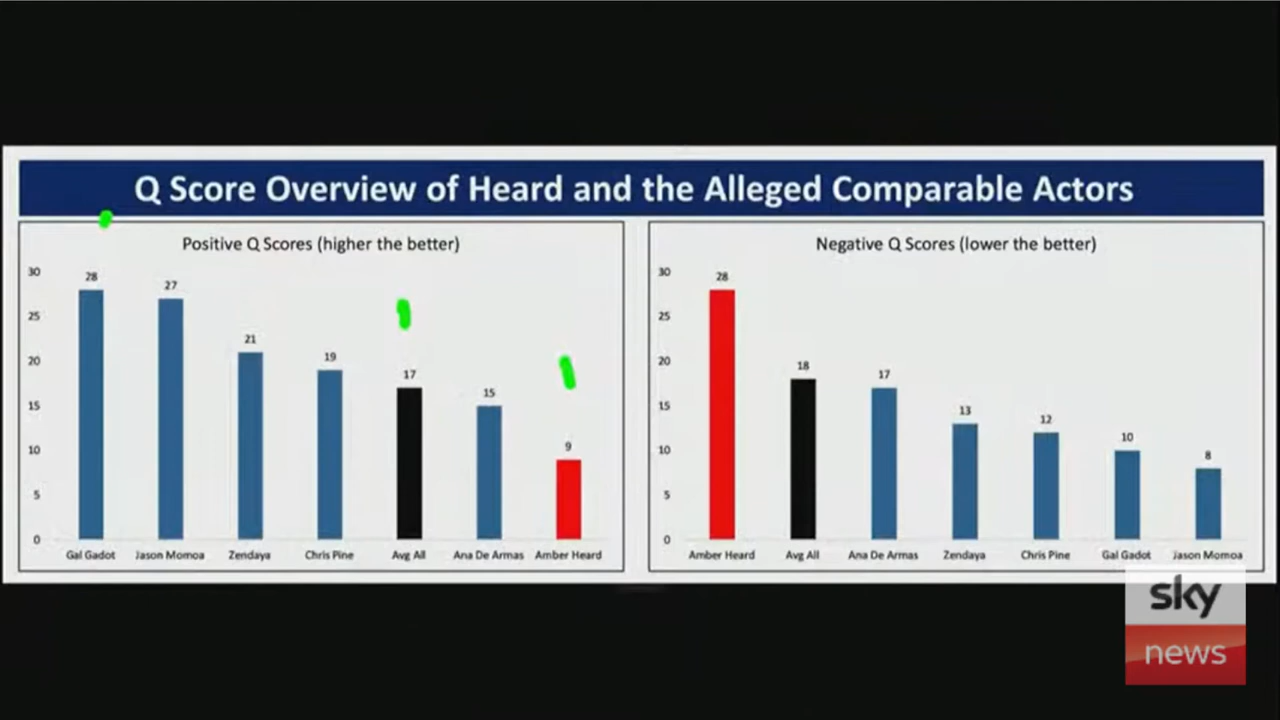 Q Score Overview of Heard and the Alleged Comparable Actors
Positive Q Scores (higher the better)
30
25
20
15
10
5
0
28
27
21
19
17
15
9
Gal Gadot
Jason Momoa
Zendaya
Chris Pine
Avg All
Ana De Armas
Amber Heard
Negative Q Scores (lower the better)
30
25
20
15
10
5
0
28
18
17
13
12
10
8
Amber Heard
Avg All
Ana De Armas
Zendaya
Chris Pine
Gal Gadot
Jason Momoa
sky
news